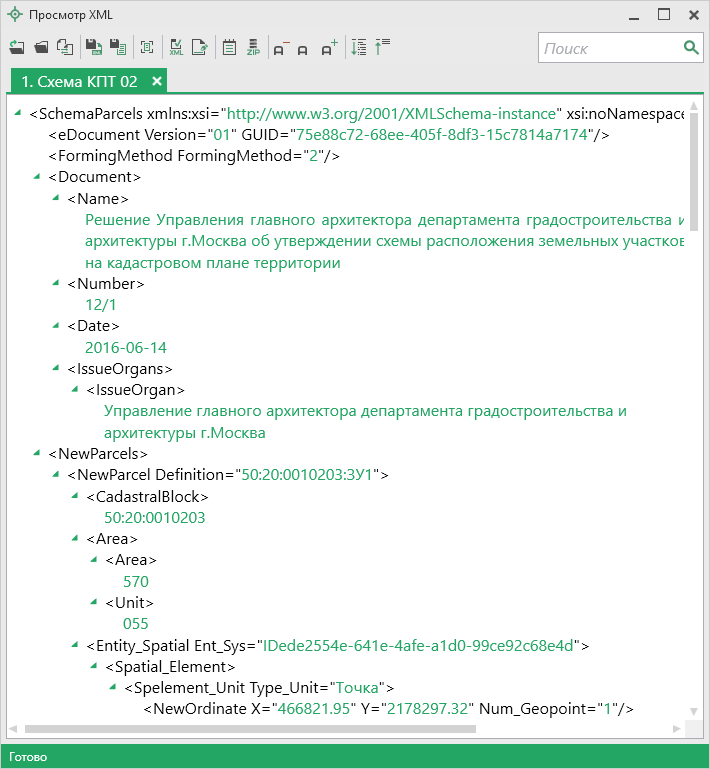 Просмотр XML
XML
ZIP
а
а
а
Поиск
1. Схема КПТ 02
<SchemaParcels xmlns:xsi="http://www.w3.org/2001/XMLSchema-instance" xsi:noNamespace
<eDocument Version="01" GUID="75e88c72-68ee-405f-8df3-15c7814a7174"/>
<FormingMethod FormingMethod="2"/>
<Document>
<Name>
Решение Управления главного архитектора департамента градостроительства и
архитектуры г.Москва об утверждении схемы расположения земельных участков
на кадастровом плане территории
<Number>
12/1
<Date>
2016-06-14
<IssueOrgans>
<IssueOrgan>
Управление главного архитектора департамента градостроительства и
архитектуры г.Москва
<NewParcels>
<NewParcel Definition="50:20:0010203:ЗУ1">
<CadastralBlock>
50:20:0010203
<Area>
<Area>
570
<Unit>
055
<Entity_Spatial Ent_Sys="IDede2554e-641e-4afe-a1d0-99ce92c68e4d">
<Spatial_Element>
<Spelement_Unit Type_Unit="Точка">
<NewOrdinate X="466821.95" Y="2178297.32" Num_Geopoint="1"/>
Готово